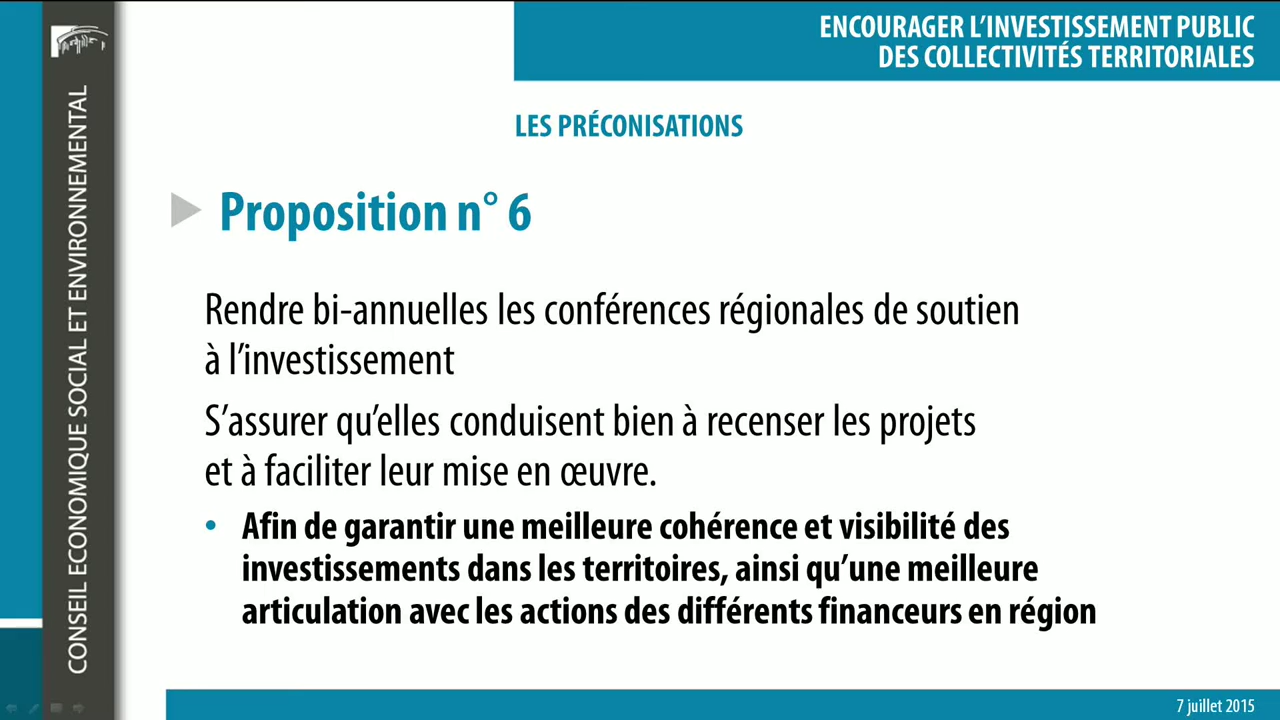 ENCOURAGER L’INVESTISSEMENT PUBLIC
DES COLLECTIVITÉS TERRITORIALES
CONSEIL ECONOMIQUE SOCIAL ET ENVIRONNEMENTAL
LES PRÉCONISATIONS
Proposition n° 6
Rendre bi-annuelles les conférences régionales de soutien
à l’investissement
S’assurer qu’elles conduisent bien à recenser les projets
et à faciliter leur mise en œuvre.
• Afin de garantir une meilleure cohérence et visibilité des
investissements dans les territoires, ainsi qu’une meilleure
articulation avec les actions des différents financeurs en région
7 juillet 2015